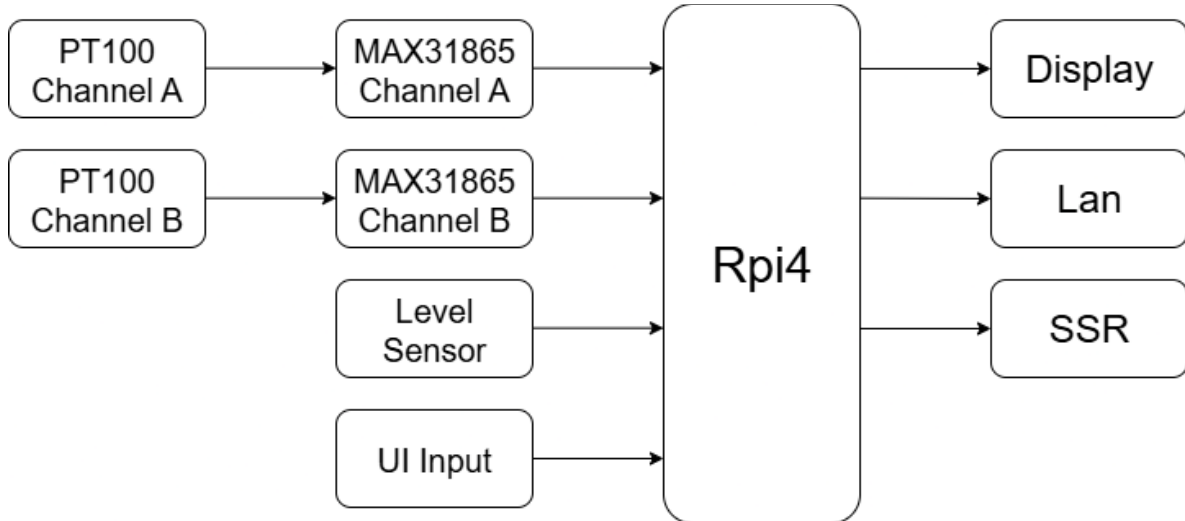 PT100
Channel A
MAX31865
Channel A
Display
PT100
Channel B
MAX31865
Channel B
Rpi4
Lan
Level
Sensor
SSR
UI Input